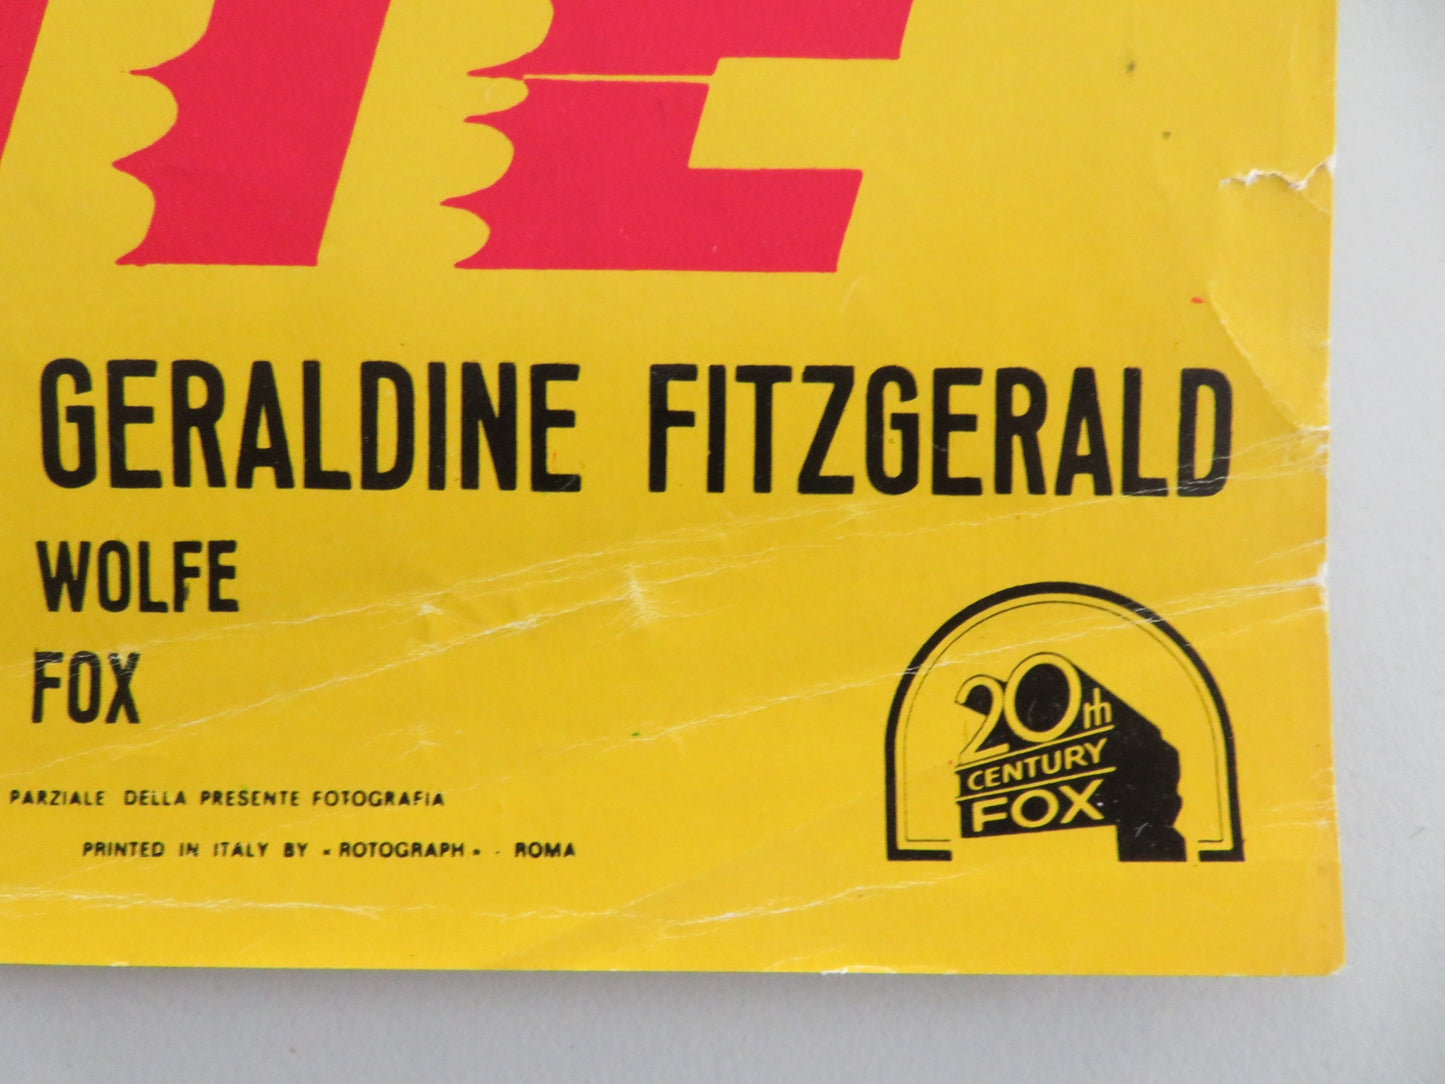 GERALDINE FITZGERALD
WOLFE
FOX
PARZIALE DELLA PRESENTE FOTOGRAFIA
PRINTED IN ITALY BY « ROTOGRAPH » - ROMA
20th
CENTURY
FOX